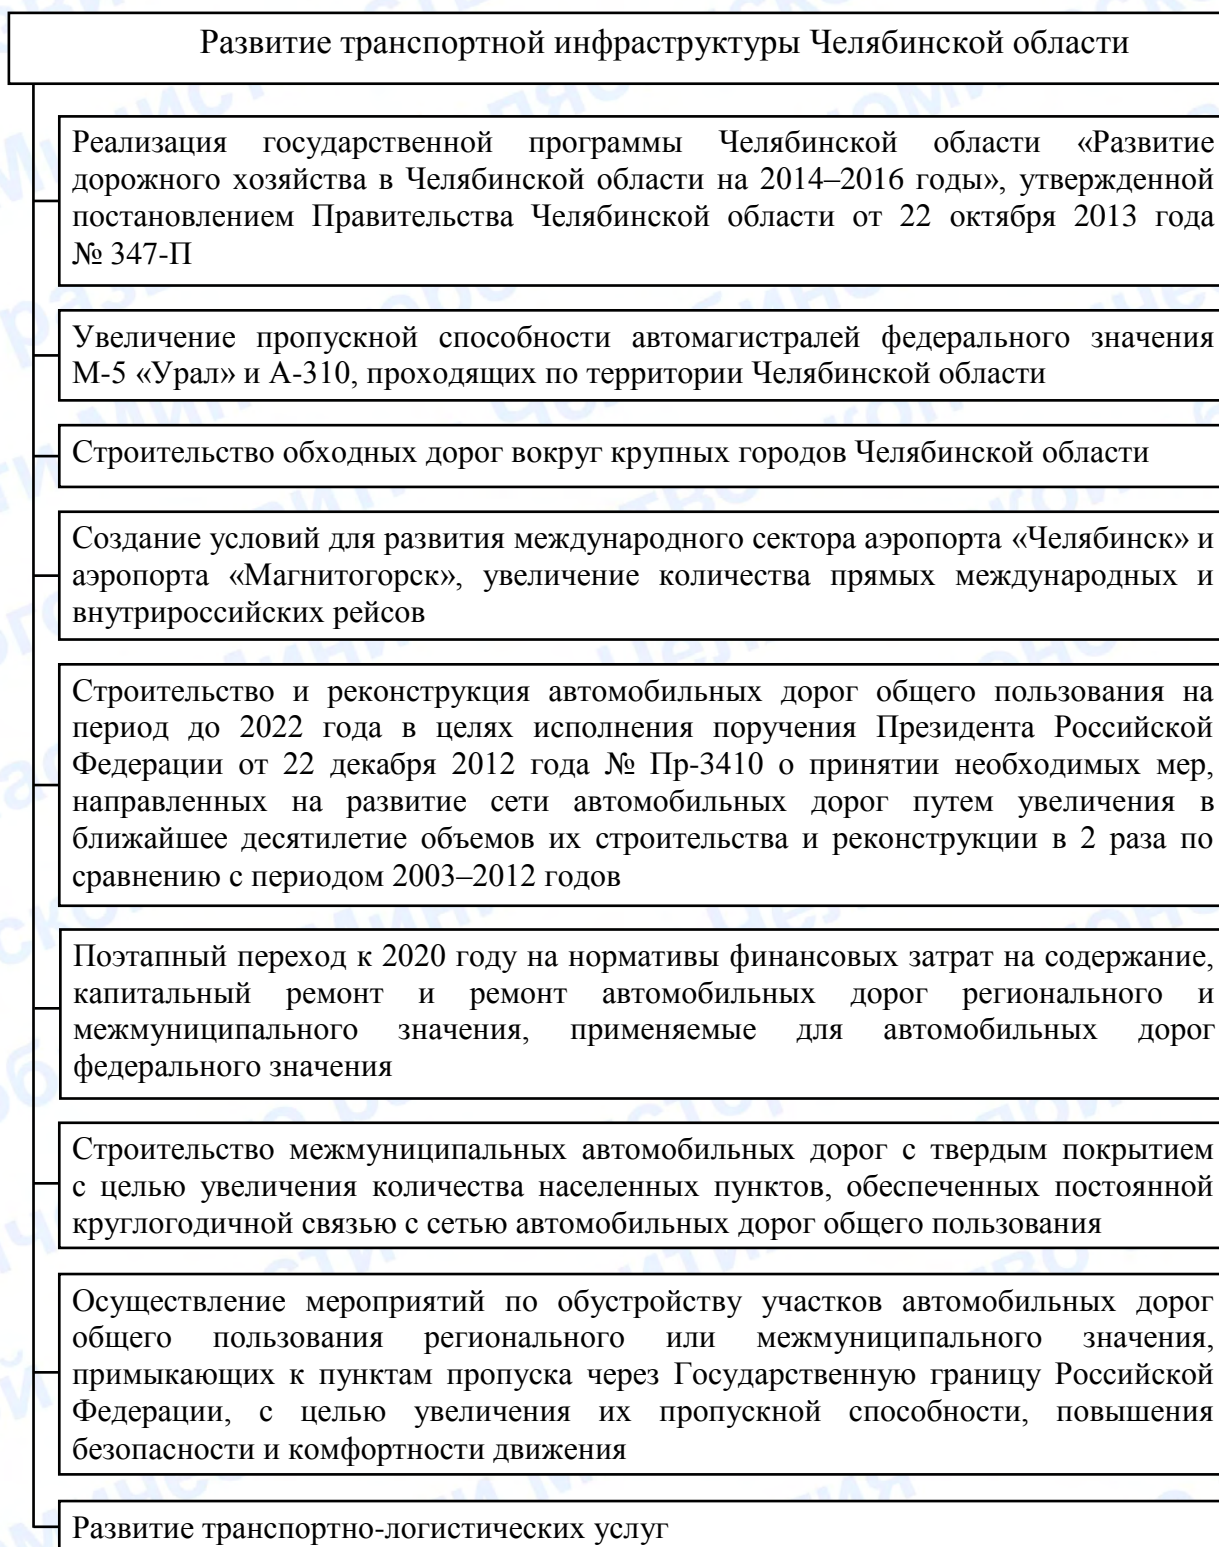 Развитие транспортной инфраструктуры Челябинской области
Реализация государственной программы Челябинской области «Развитие
дорожного хозяйства в Челябинской области на 2014–2016 годы», утвержденной
постановлением Правительства Челябинской области от 22 октября 2013 года
№ 347-П
Увеличение пропускной способности автомагистралей федерального значения
М-5 «Урал» и А-310, проходящих по территории Челябинской области
Строительство обходных дорог вокруг крупных городов Челябинской области
Создание условий для развития международного сектора аэропорта «Челябинск» и
аэропорта «Магнитогорск», увеличение количества прямых международных и
внутрироссийских рейсов
Строительство и реконструкция автомобильных дорог общего пользования на
период до 2022 года в целях исполнения поручения Президента Российской
Федерации от 22 декабря 2012 года № Пр-3410 о принятии необходимых мер,
направленных на развитие сети автомобильных дорог путем увеличения в
ближайшее десятилетие объемов их строительства и реконструкции в 2 раза по
сравнению с периодом 2003–2012 годов
Поэтапный переход к 2020 году на нормативы финансовых затрат на содержание,
капитальный ремонт и ремонт автомобильных дорог регионального и
межмуниципального значения, применяемые для автомобильных дорог
федерального значения
Строительство межмуниципальных автомобильных дорог с твердым покрытием
с целью увеличения количества населенных пунктов, обеспеченных постоянной
круглогодичной связью с сетью автомобильных дорог общего пользования
Осуществление мероприятий по обустройству участков автомобильных дорог
общего пользования регионального или межмуниципального значения,
примыкающих к пунктам пропуска через Государственную границу Российской
Федерации, с целью увеличения их пропускной способности, повышения
безопасности и комфортности движения
Развитие транспортно-логистических услуг